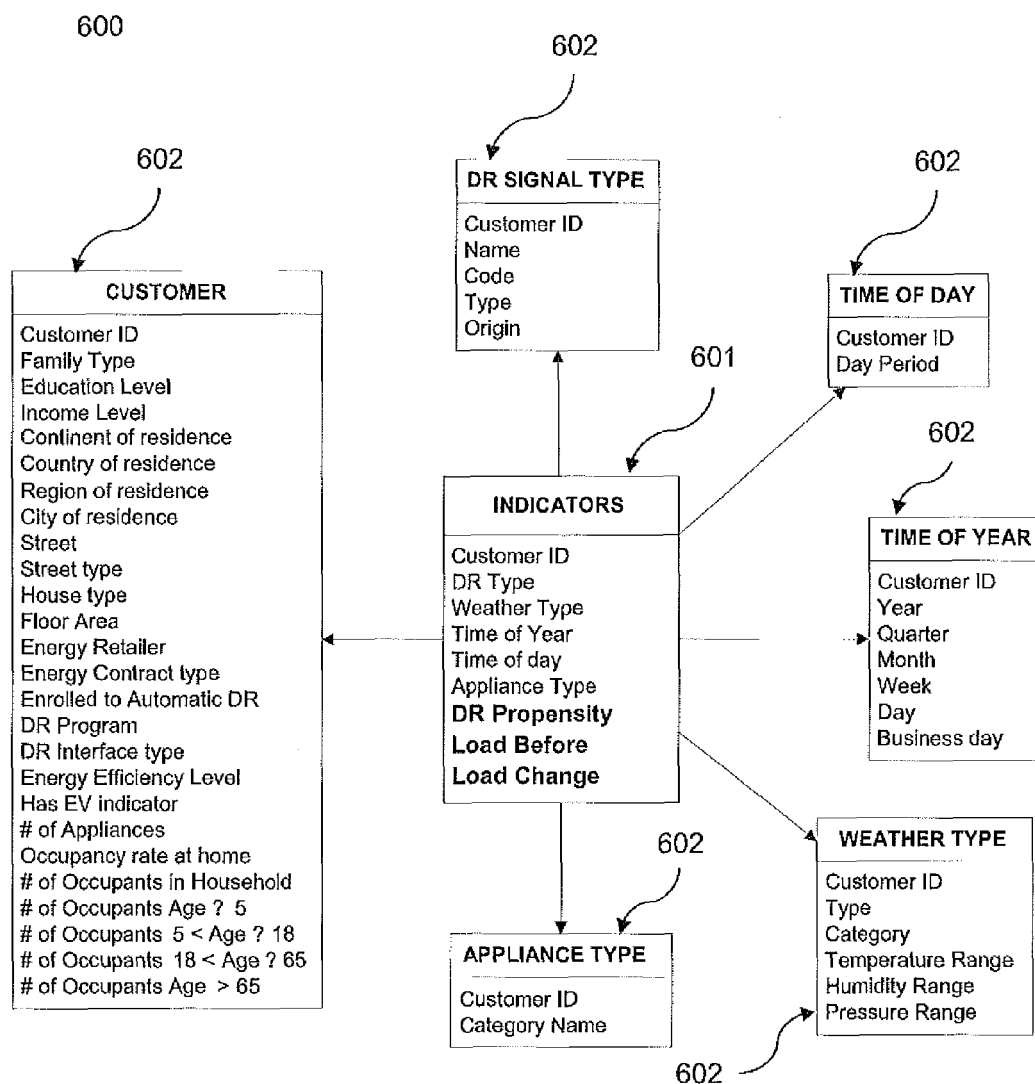 600
602
DR SIGNAL TYPE
Customer ID
Name
Code
Type
Origin
602
CUSTOMER
Customer ID
Family Type
Education Level
Income Level
Continent of residence
Country of residence
Region of residence
City of residence
Street
Street type
House type
Floor Area
Energy Retailer
Energy Contract type
Enrolled to Automatic DR
DR Program
DR Interface type
Energy Efficiency Level
Has EV indicator
# of Appliances
Occupancy rate at home
# of Occupants in Household
# of Occupants Age ? 5
# of Occupants 5 < Age ? 18
# of Occupants 18 < Age ? 65
# of Occupants Age > 65
601
INDICATORS
Customer ID
DR Type
Weather Type
Time of Year
Time of day
Appliance Type
DR Propensity
Load Before
Load Change
602
TIME OF DAY
Customer ID
Day Period
602
TIME OF YEAR
Customer ID
Year
Quarter
Month
Week
Day
Business day
602
APPLIANCE TYPE
Customer ID
Category Name
WEATHER TYPE
Customer ID
Type
Category
Temperature Range
Humidity Range
Pressure Range
602